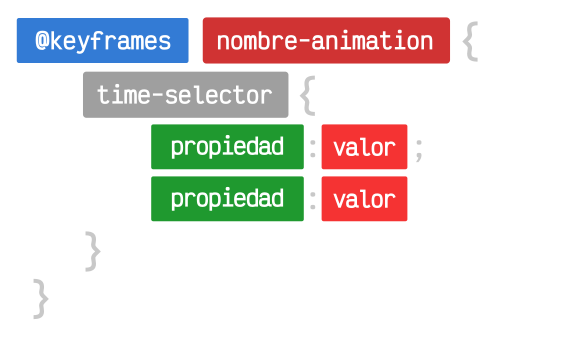 @keyframes nombre-animation {
time-selector {
propiedad : valor ;
propiedad : valor
}
}